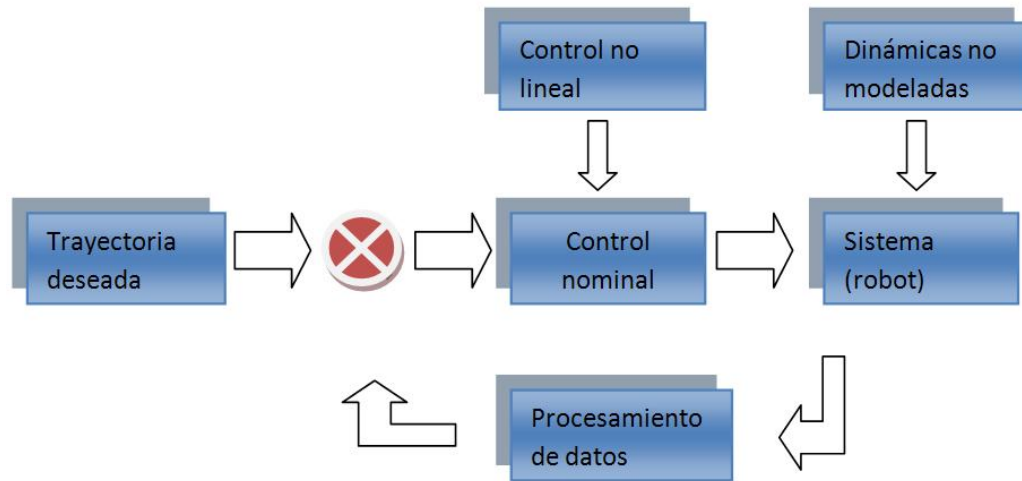 Control no
lineal
Dinámicas no
modeladas
Trayectoria
deseada
Control
nominal
Sistema
(robot)
Procesamiento
de datos